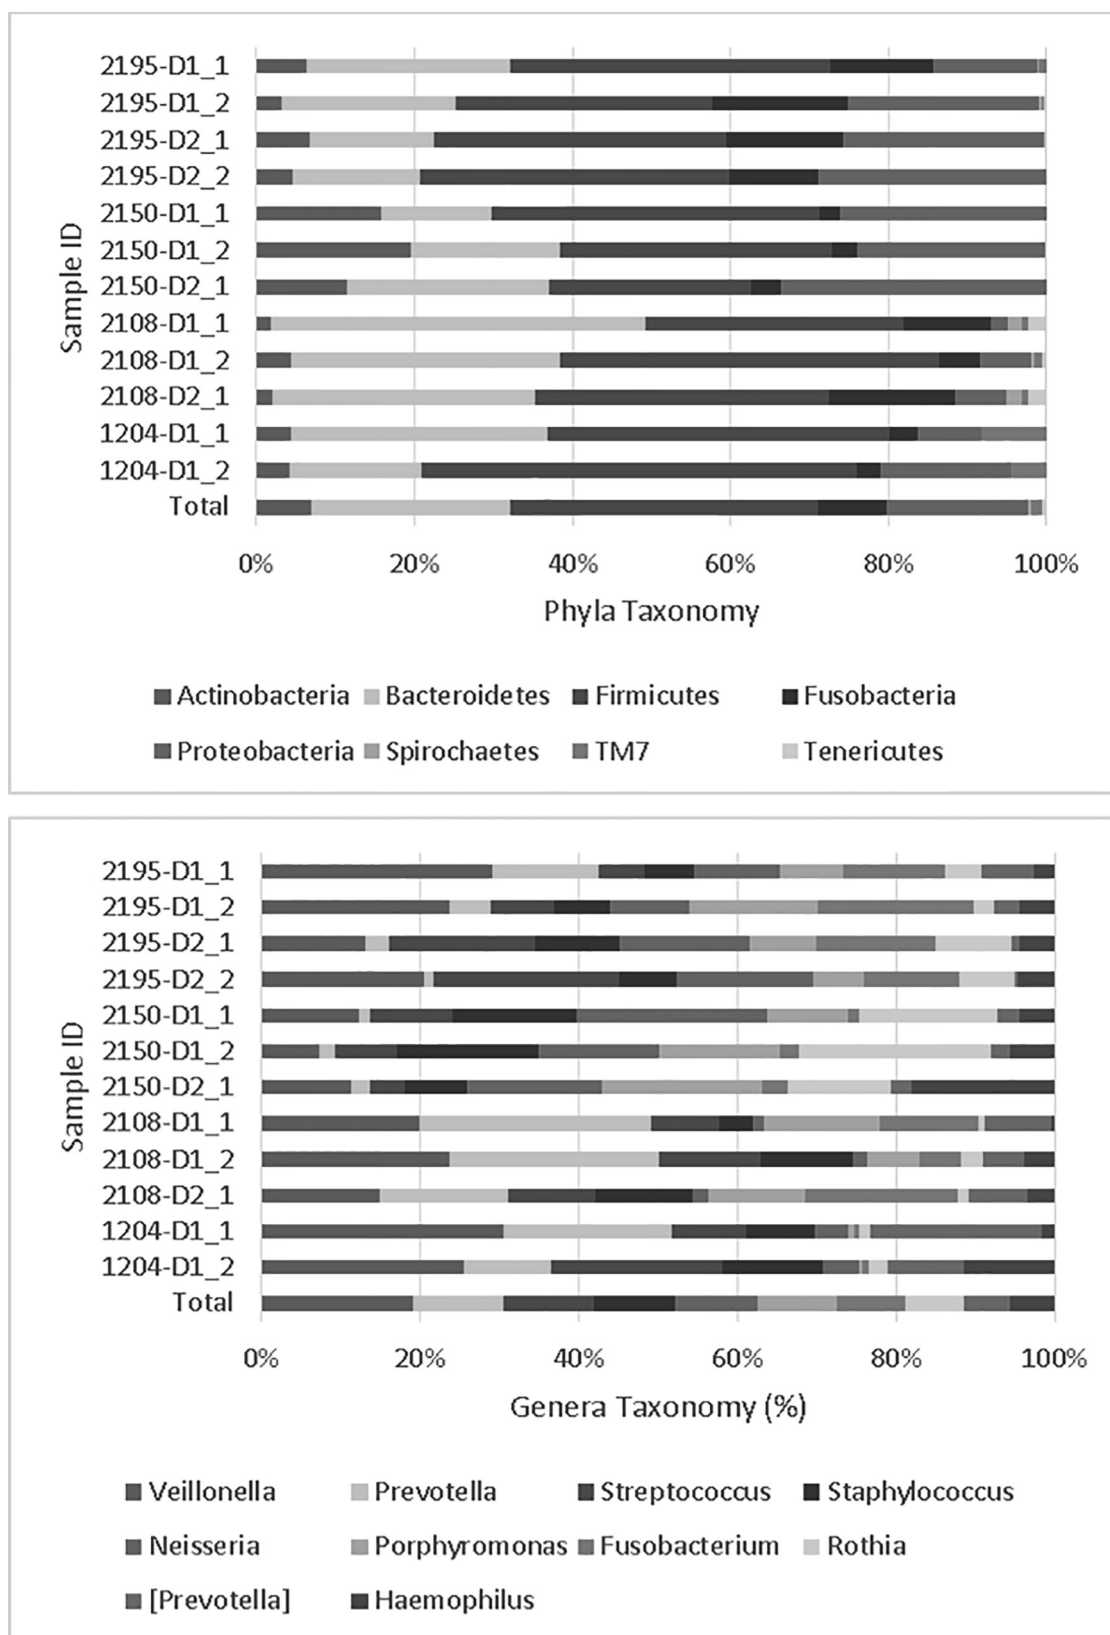 2195-D1_1
2195-D1_2
2195-D2_1
2195-D2_2
2150-D1_1
2150-D1_2
2150-D2_1
2108-D1_1
2108-D1_2
2108-D2_1
1204-D1_1
1204-D1_2
Total
Sample ID
0% 20% 40% 60% 80% 100%
Phyla Taxonomy
Actinobacteria Bacteroidetes Firmicutes Fusobacteria
Proteobacteria Spirochaetes TM7 Tenericutes
2195-D1_1
2195-D1_2
2195-D2_1
2195-D2_2
2150-D1_1
2150-D1_2
2150-D2_1
2108-D1_1
2108-D1_2
2108-D2_1
1204-D1_1
1204-D1_2
Total
Sample ID
0% 20% 40% 60% 80% 100%
Genera Taxonomy (%)
Veillonella Prevotella Streptococcus Staphylococcus
Neisseria Porphyromonas Fusobacterium Rothia
[Prevotella] Haemophilus